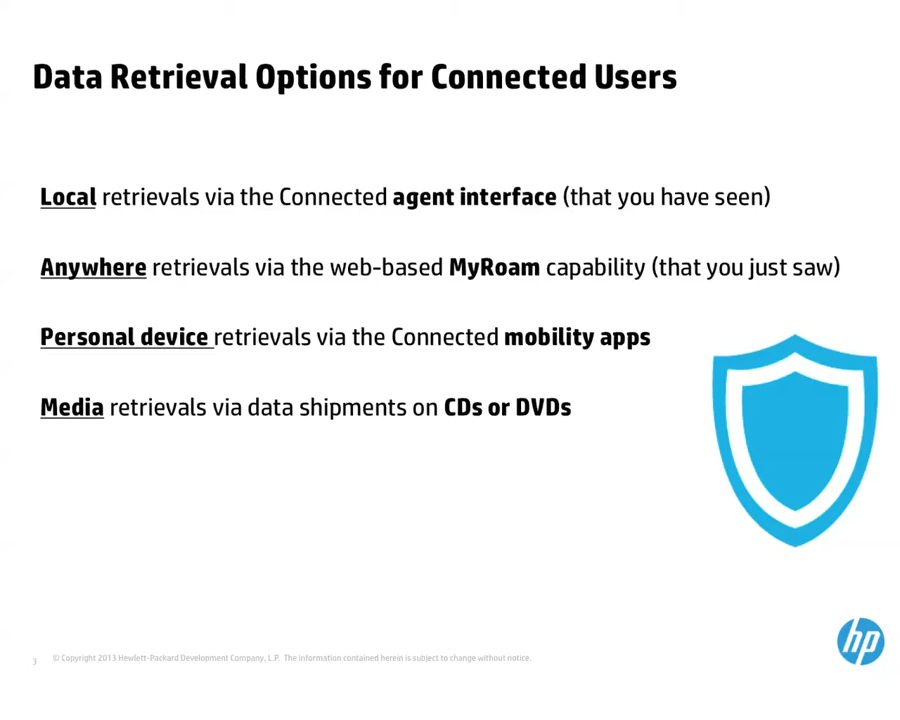 Data Retrieval Options for Connected Users
Local retrievals via the Connected agent interface (that you have seen)
Anywhere retrievals via the web-based MyRoam capability (that you just saw)
Personal device retrievals via the Connected mobility apps
Media retrievals via data shipments on CDs or DVDs
hp
3 © Copyright 2013 Hewlett-Packard Development Company, L.P. The information contained herein is subject to change without notice.